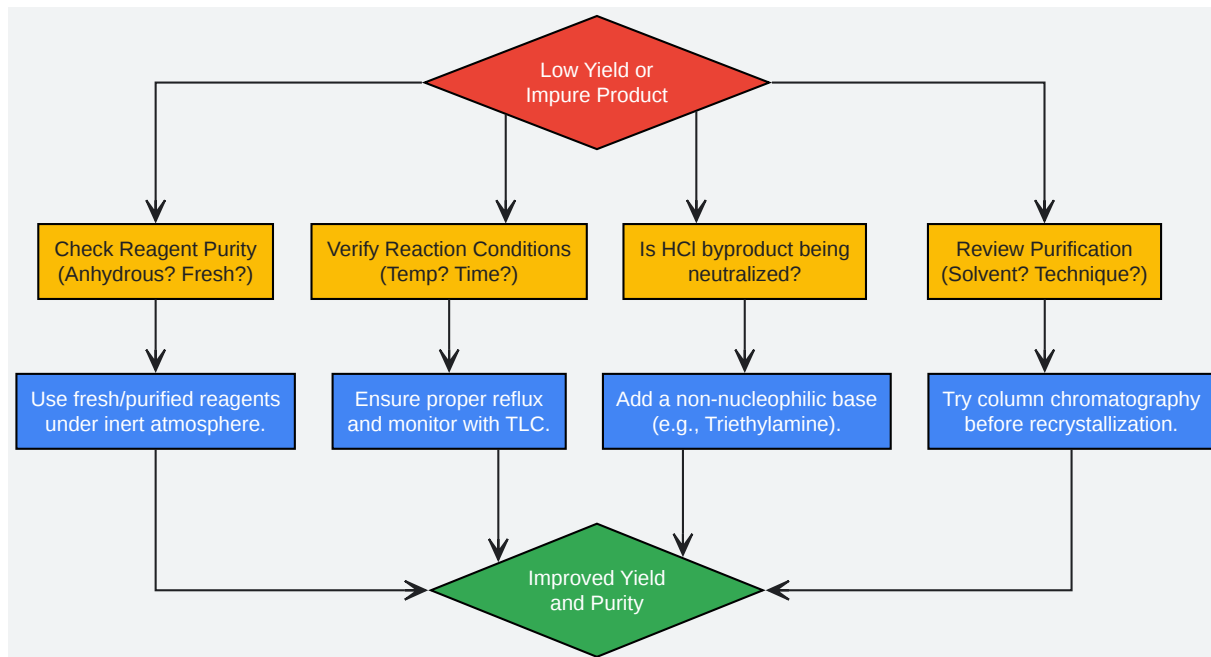 Low Yield or
Impure Product
Check Reagent Purity
(Anhydrous? Fresh?)
Verify Reaction Conditions
(Temp? Time?)
Is HCl byproduct being
neutralized?
Review Purification
(Solvent? Technique?)
Use fresh/purified reagents
under inert atmosphere.
Ensure proper reflux
and monitor with TLC.
Add a non-nucleophilic base
(e.g., Triethylamine).
Try column chromatography
before recrystallizing.
Improved Yield
and Purity